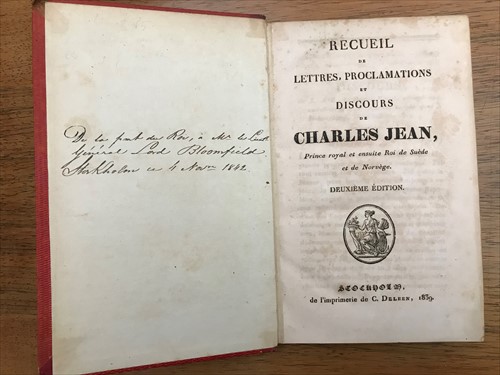 De la part du Roi, à Mr le
Général Lord Bloomfield
Stockholm ce 4 Nov. 1842
RECUEIL
DE
LETTRES, PROCLAMATIONS
ET
DISCOURS
DE
CHARLES JEAN,
Prince royal et ensuite Roi de Suède
et de Norvège.
DEUXIÈME ÉDITION.
STOCKHOLM,
de l'imprimerie de C. DELEEN, 1839.